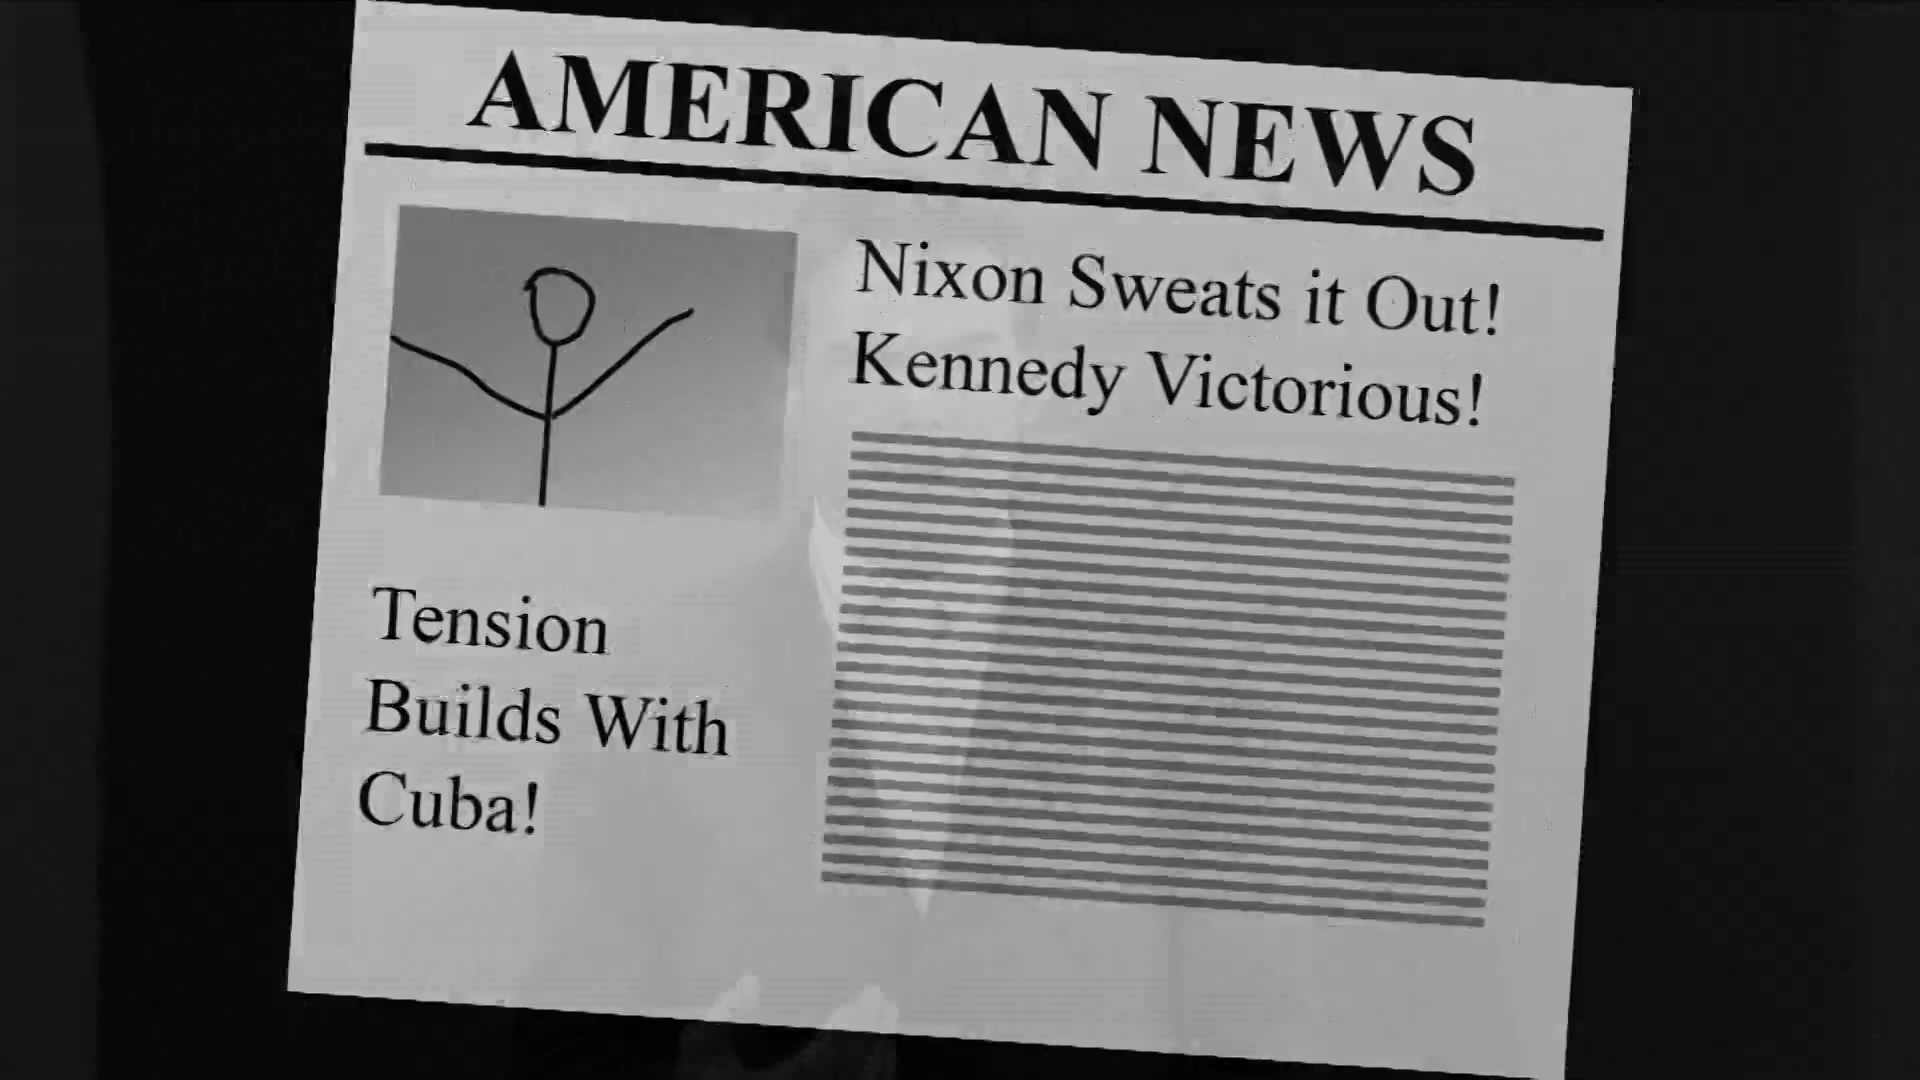 AMERICAN NEWS
Nixon Sweats it Out!
Kennedy Victorious!
Tension
Builds With
Cuba!